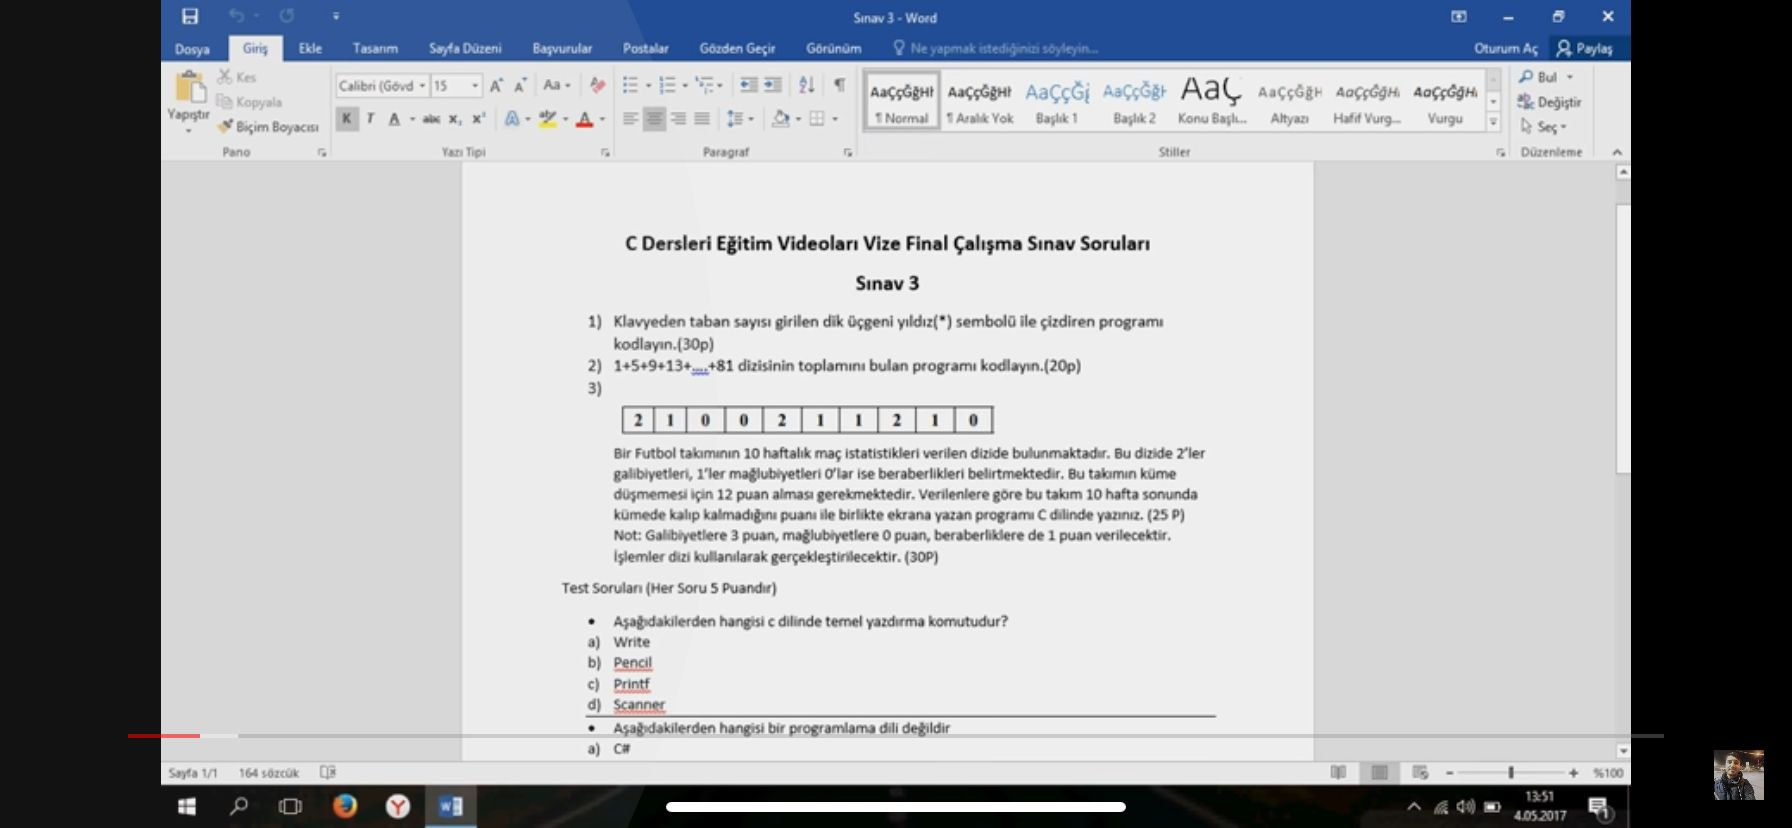 Sınav 3 - Word
Dosya Giriş Ekle Tasarım Sayfa Düzeni Başvurular Postalar Gözden Geçir Görünüm Ne yapmak istediğinizi söyleyin... Oturum Aç Paylaş
Yapıştır
Kes
Kopyala
Biçim Boyacısı
Pano
Calibri (Gövd 15
Aa
K T A abc x, x²
Yazı Tipi
Paragraf
AaÇçĞğHł AaÇçĞğHł AaÇçĞğ AaÇçĞğH AaÇ AaÇçĞğH AaÇçĞğHı AaÇçĞğHı
¶ Normal ¶ Aralık Yok Başlık 1 Başlık 2 Konu Başlı... Altyazı Hafif Vurg... Vurgu
Stiller
Bul
Değiştir
Seç
Düzenleme
C Dersleri Eğitim Videoları Vize Final Çalışma Sınav Soruları
Sınav 3
1) Klavyeden taban sayısı girilen dik üçgeni yıldız(*) sembolü ile çizdiren programı
kodlayın.(30p)
2) 1+5+9+13+....+81 dizisinin toplamını bulan programı kodlayın.(20p)
3)
2 1 0 0 2 1 1 2 1 0
Bir Futbol takımının 10 haftalık maç istatistikleri verilen dizide bulunmaktadır. Bu dizide 2'ler
galibiyetleri, 1'ler mağlubiyetleri 0'lar ise beraberlikleri belirtmektedir. Bu takımın küme
düşmemesi için 12 puan alması gerekmektedir. Verilenlere göre bu takım 10 hafta sonunda
kümede kalıp kalmadığını puanı ile birlikte ekrana yazan programı C dilinde yazınız. (25 P)
Not: Galibiyetlere 3 puan, mağlubiyetlere 0 puan, beraberliklere de 1 puan verilecektir.
İşlemler dizi kullanılarak gerçekleştirilecektir. (30P)
Test Soruları (Her Soru 5 Puandır)
• Aşağıdakilerden hangisi c dilinde temel yazdırma komutudur?
a) Write
b) Pencil
c) Printf
d) Scanner
• Aşağıdakilerden hangisi bir programlama dili değildir
a) C#
Sayfa 1/1 164 sözcük %100
13:51
4.05.2017